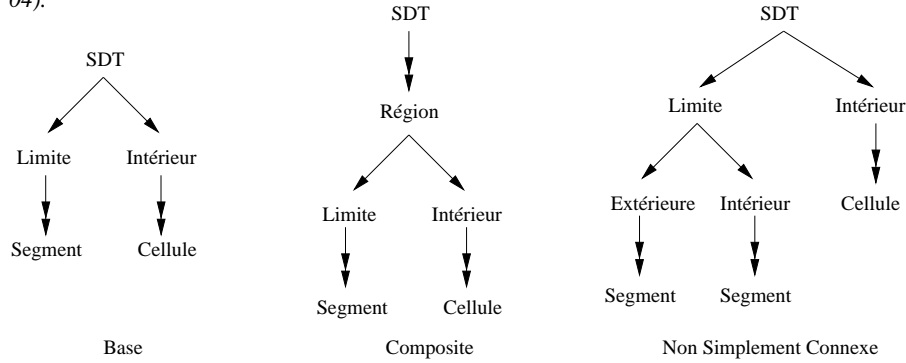 04).
SDT
Limite Intérieur
Segment Cellule
Base
SDT
Région
Limite Intérieur
Segment Cellule
Composite
SDT
Limite Intérieur
Extérieure Intérieur Cellule
Segment Segment
Non Simplement Connexe